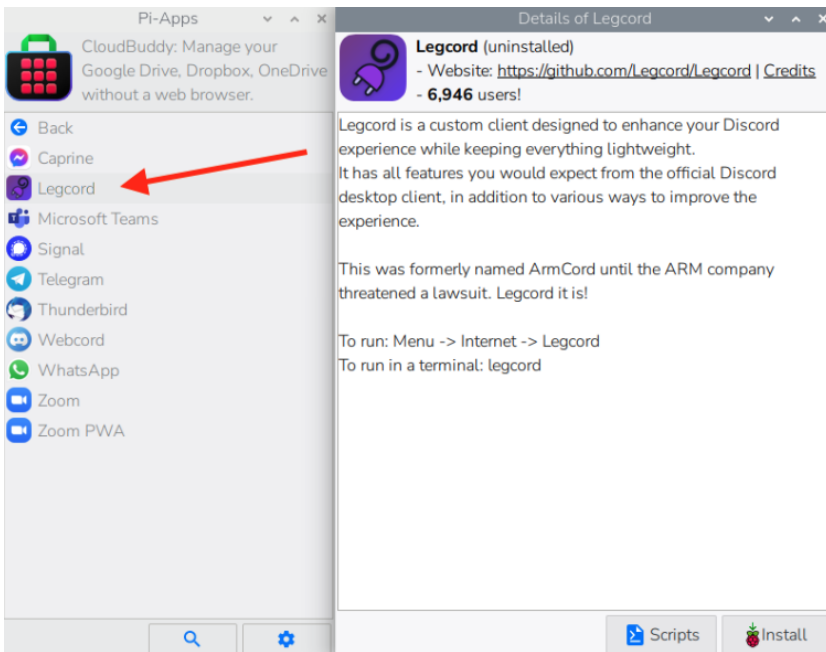 Pi-Apps
CloudBuddy: Manage your
Google Drive, Dropbox, OneDrive
without a web browser.
Back
Caprine
Legcord
Microsoft Teams
Signal
Telegram
Thunderbird
Webcord
WhatsApp
Zoom
Zoom PWA
Details of Legcord
Legcord (uninstalled)
- Website: https://github.com/Legcord/Legcord | Credits
- 6,946 users!
Legcord is a custom client designed to enhance your Discord
experience while keeping everything lightweight.
It has all features you would expect from the official Discord
desktop client, in addition to various ways to improve the
experience.
This was formerly named ArmCord until the ARM company
threatened a lawsuit. Legcord it is!
To run: Menu -> Internet -> Legcord
To run in a terminal: legcord
Scripts
Install